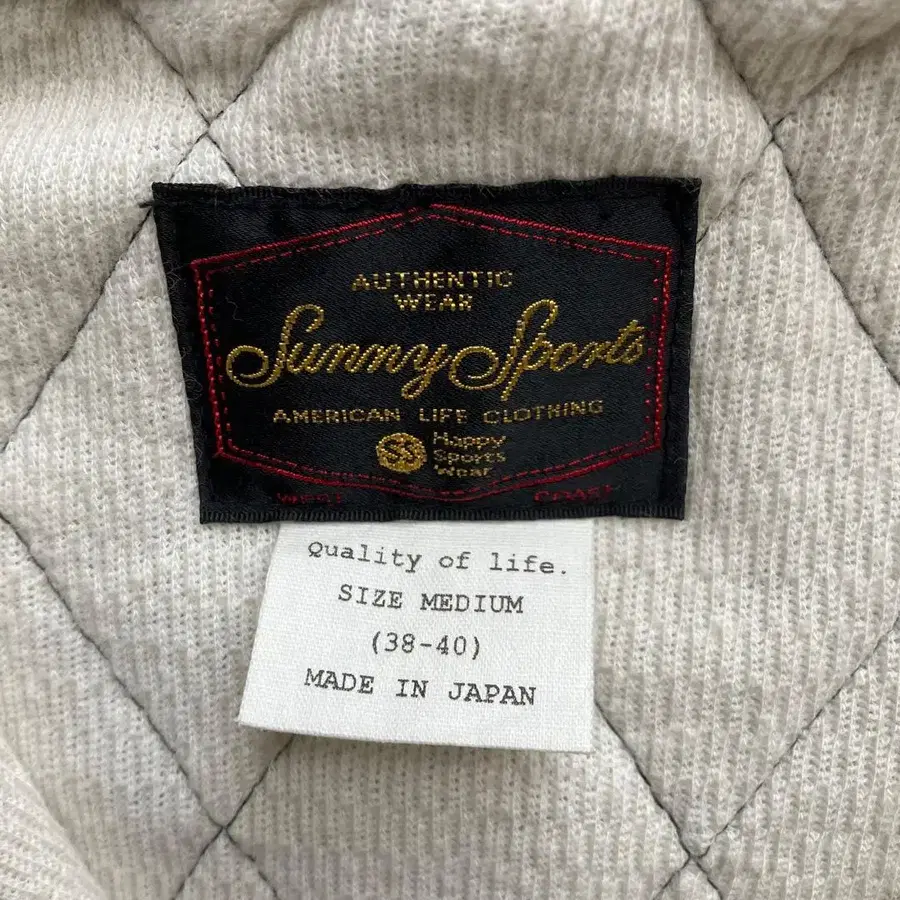 AUTHENTIC
WEAR
Sunny Sports
AMERICAN LIFE CLOTHING
SS
Happy
Sports
Wear
WEST COAST
Quality of life.
SIZE MEDIUM
(38-40)
MADE IN JAPAN